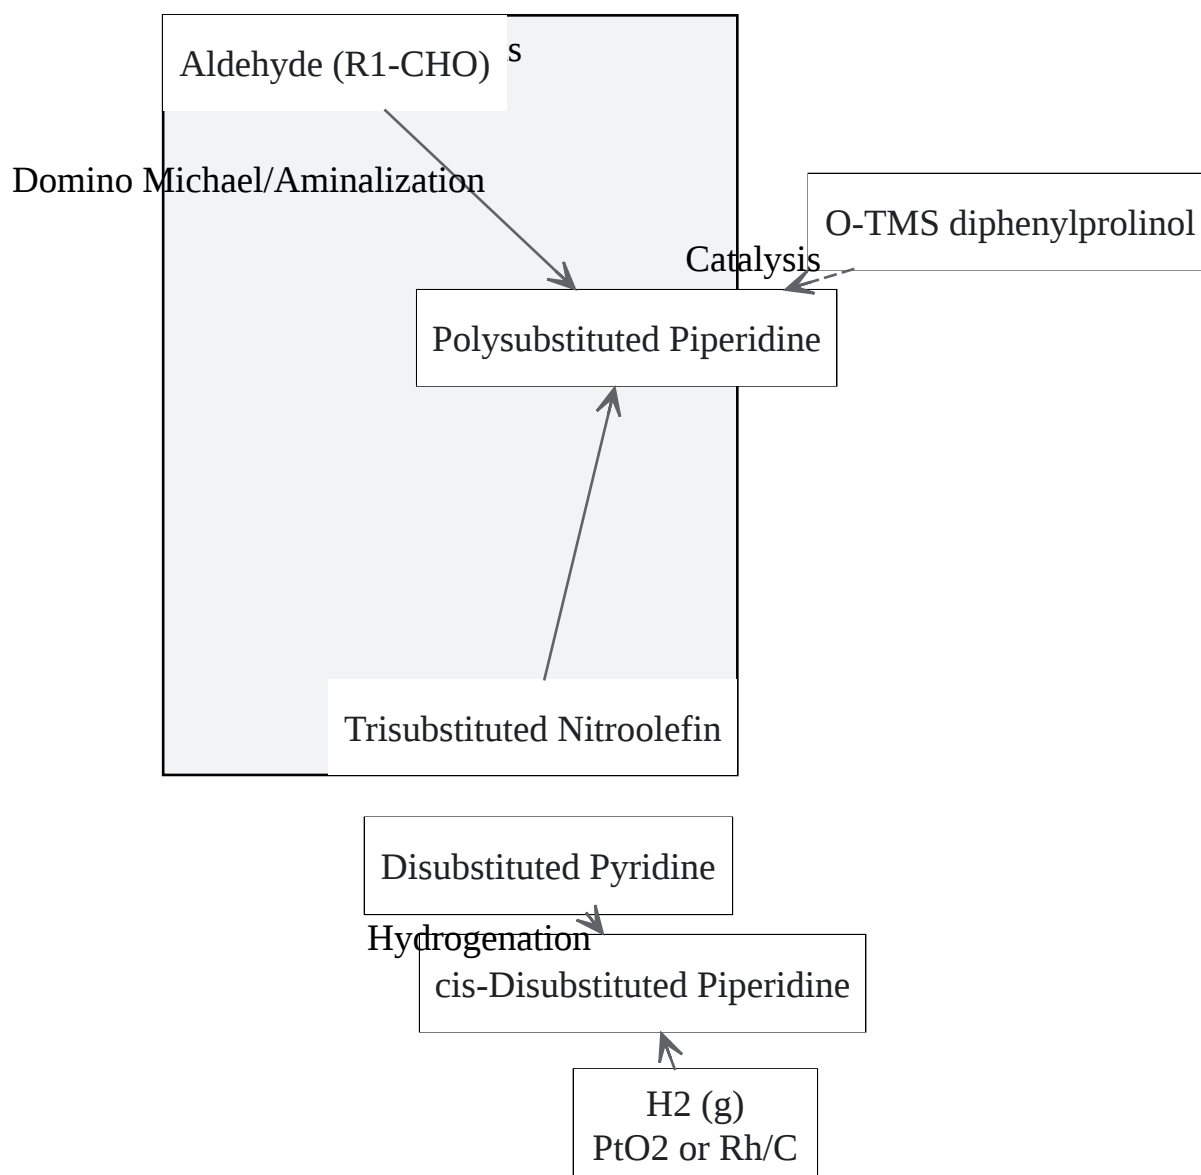 Aldehyde (R1-CHO)
Domino Michael/Aminalization
O-TMS diphenylprolinol
Catalysis
Polysubstituted Piperidine
Trisubstituted Nitroolefin
Disubstituted Pyridine
Hydrogenation
cis-Disubstituted Piperidine
H2 (g)
PtO2 or Rh/C